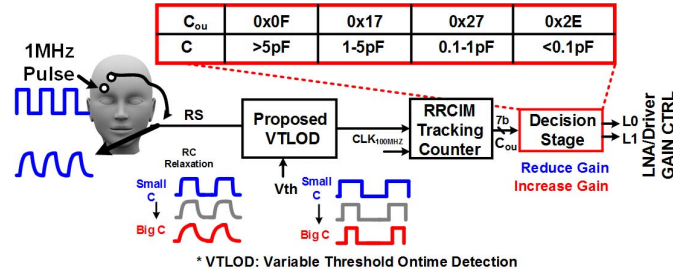 C_ou 0x0F 0x17 0x27 0x2E
C >5pF 1-5pF 0.1-1pF <0.1pF
1MHz
Pulse
RS
Proposed
VTLOD
Vth
CLK100MHZ
RRCIM
Tracking
Counter
7b
C_ou
Decision
Stage
L0
L1
LNA/Driver
GAIN CTRL
Reduce Gain
Increase Gain
RC
Relaxation
Small
C
Big C
Small
C
Big C
* VTLOD: Variable Threshold Ontime Detection